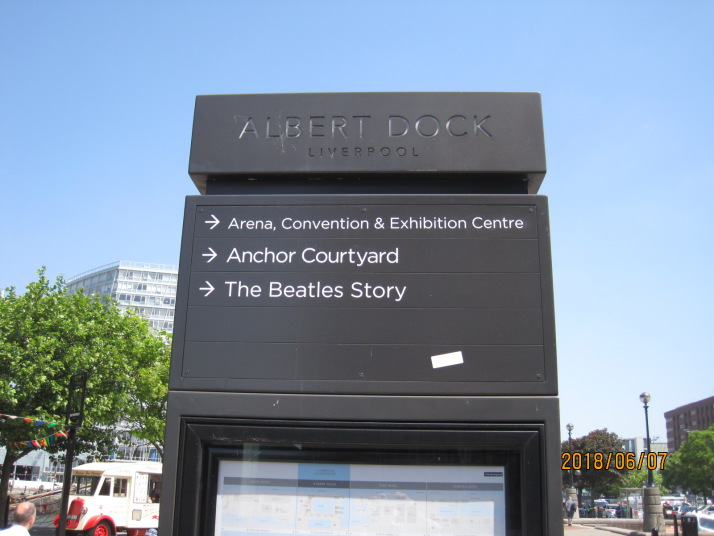 ALBERT DOCK
LIVERPOOL
→ Arena, Convention & Exhibition Centre
→ Anchor Courtyard
→ The Beatles Story
2018/06/07